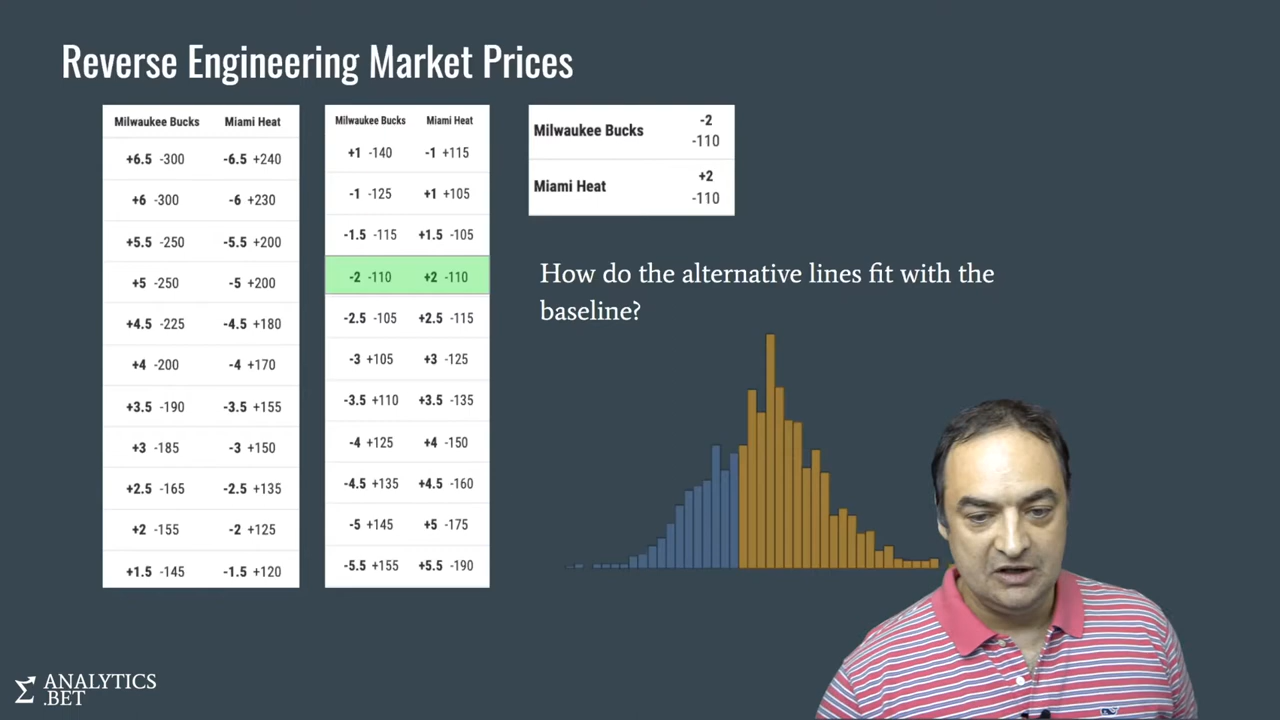 Reverse Engineering Market Prices
Milwaukee Bucks Miami Heat
+6.5 -300 -6.5 +240
+6 -300 -6 +230
+5.5 -250 -5.5 +200
+5 -250 -5 +200
+4.5 -225 -4.5 +180
+4 -200 -4 +170
+3.5 -190 -3.5 +155
+3 -185 -3 +150
+2.5 -165 -2.5 +135
+2 -155 -2 +125
+1.5 -145 -1.5 +120
Milwaukee Bucks Miami Heat
+1 -140 -1 +115
-1 -125 +1 +105
-1.5 -115 +1.5 -105
-2 -110 +2 -110
-2.5 -105 +2.5 -115
-3 +105 +3 -125
-3.5 +110 +3.5 -135
-4 +125 +4 -150
-4.5 +135 +4.5 -160
-5 +145 +5 -175
-5.5 +155 +5.5 -190
Milwaukee Bucks -2
-110
Miami Heat +2
-110
How do the alternative lines fit with the
baseline?
ANALYTICS
.BET